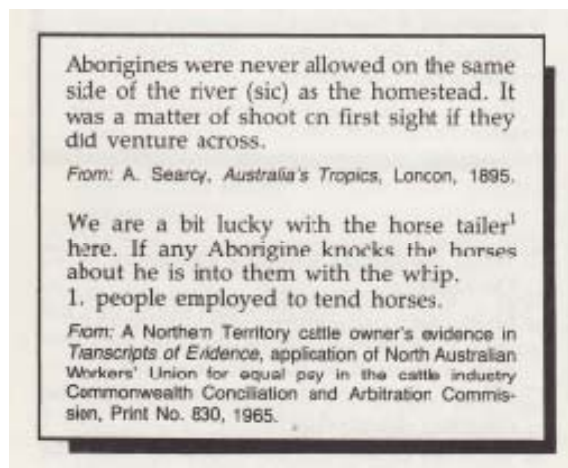 Aborigines were never allowed on the same
side of the river (sic) as the homestead. It
was a matter of shoot on first sight if they
did venture across.
From: A. Searcy, Australia's Tropics, London, 1895.
We are a bit lucky with the horse tailer¹
here. If any Aborigine knocks the horses
about he is into them with the whip.
1. people employed to tend horses.
From: A Northern Territory cattle owner's evidence in
Transcripts of Evidence, application of North Australian
Workers' Union for equal pay in the cattle industry
Commonwealth Conciliation and Arbitration Commis-
sion, Print No. 830, 1965.